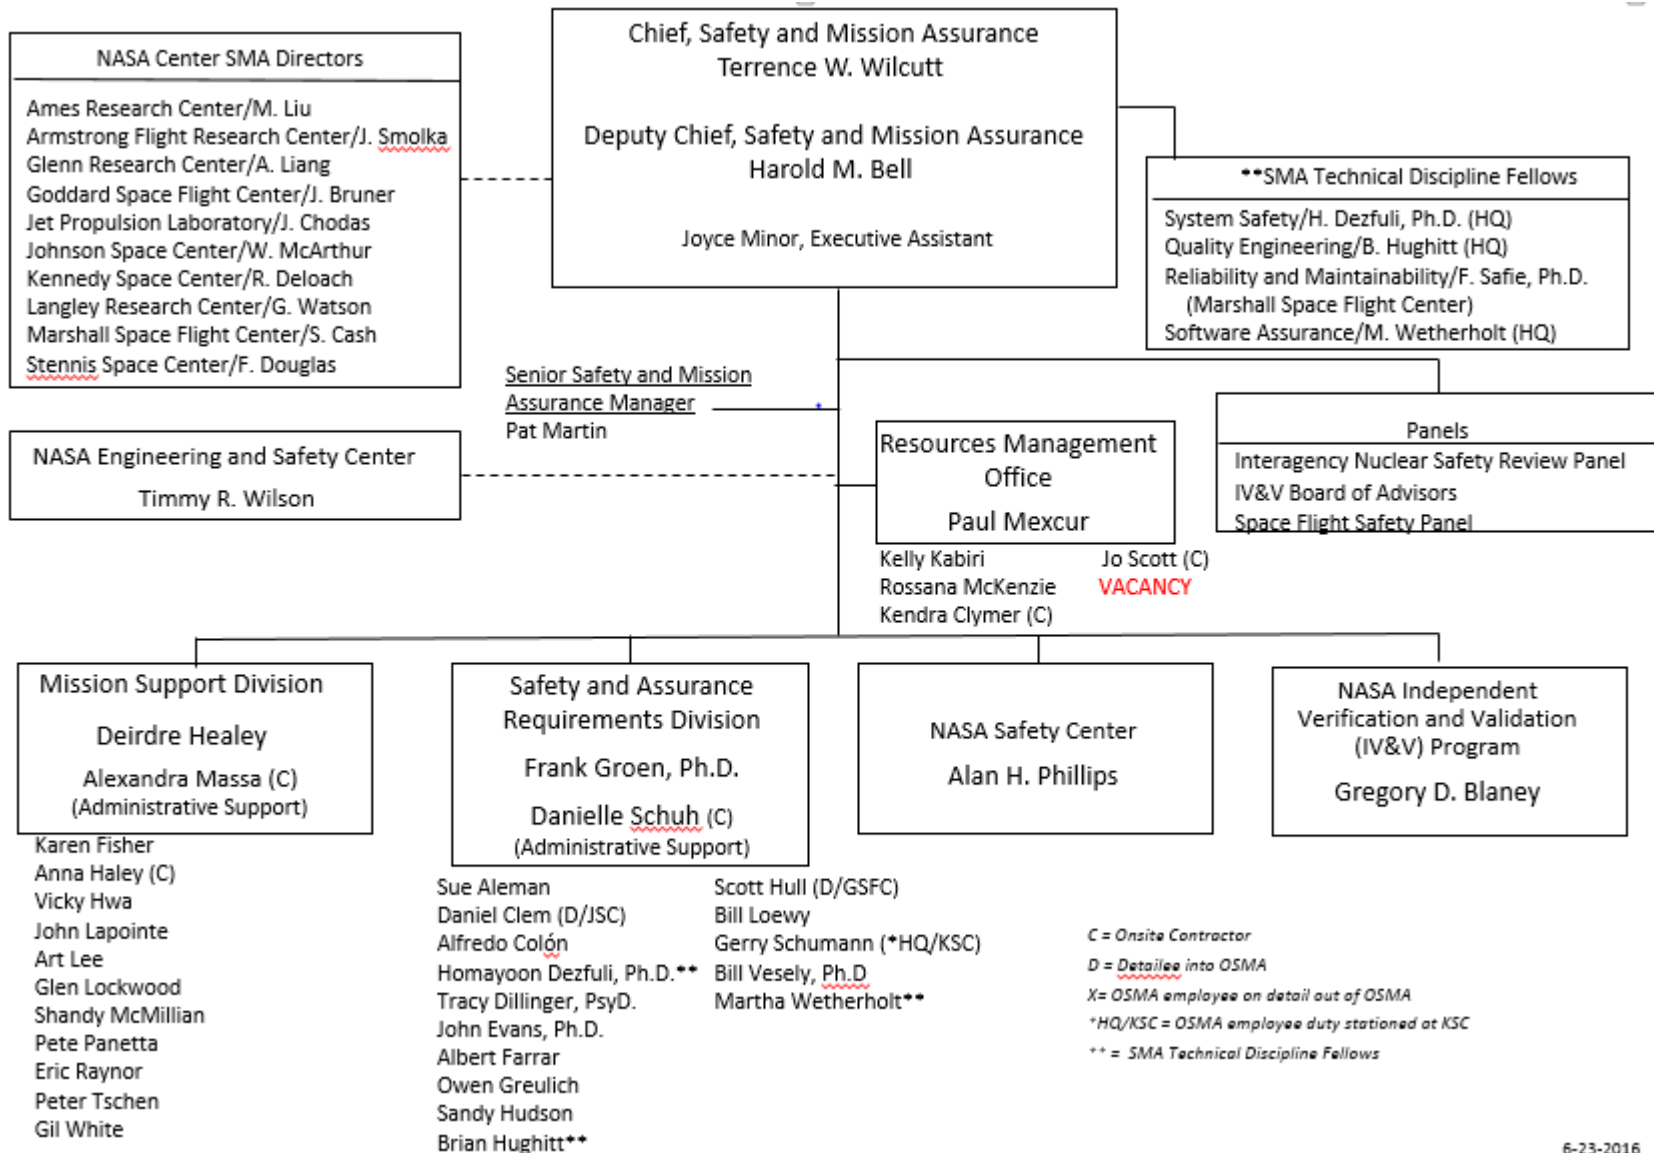 Chief, Safety and Mission Assurance
Terrence W. Wilcutt
Deputy Chief, Safety and Mission Assurance
Harold M. Bell
Joyce Minor, Executive Assistant
NASA Center SMA Directors
Ames Research Center/M. Liu
Armstrong Flight Research Center/J. Smolka
Glenn Research Center/A. Liang
Goddard Space Flight Center/J. Bruner
Jet Propulsion Laboratory/J. Chodas
Johnson Space Center/W. McArthur
Kennedy Space Center/R. Deloach
Langley Research Center/G. Watson
Marshall Space Flight Center/S. Cash
Stennis Space Center/F. Douglas
**SMA Technical Discipline Fellows
System Safety/H. Dezfuli, Ph.D. (HQ)
Quality Engineering/B. Hughitt (HQ)
Reliability and Maintainability/F. Safie, Ph.D.
(Marshall Space Flight Center)
Software Assurance/M. Wetherholt (HQ)
Senior Safety and Mission
Assurance Manager
Pat Martin
NASA Engineering and Safety Center
Timmy R. Wilson
Resources Management
Office
Paul Mexcur
Kelly Kabiri
Rossana McKenzie
Kendra Clymer (C)
Jo Scott (C)
VACANCY
Panels
Interagency Nuclear Safety Review Panel
IV&V Board of Advisors
Space Flight Safety Panel
Mission Support Division
Deirdre Healey
Alexandra Massa (C)
(Administrative Support)
Karen Fisher
Anna Haley (C)
Vicky Hwa
John Lapointe
Art Lee
Glen Lockwood
Shandy McMillian
Pete Panetta
Eric Raynor
Peter Tschen
Gil White
Safety and Assurance
Requirements Division
Frank Groen, Ph.D.
Danielle Schuh (C)
(Administrative Support)
Sue Aleman
Daniel Clem (D/JSC)
Alfredo Colón
Homayoon Dezfuli, Ph.D.**
Tracy Dillinger, PsyD.
John Evans, Ph.D.
Albert Farrar
Owen Greulich
Sandy Hudson
Brian Hughitt**
Scott Hull (D/GSFC)
Bill Loewy
Gerry Schumann (*HQ/KSC)
Bill Vesely, Ph.D
Martha Wetherholt**
NASA Safety Center
Alan H. Phillips
NASA Independent
Verification and Validation
(IV&V) Program
Gregory D. Blaney
C = Onsite Contractor
D = Detailee into OSMA
X= OSMA employee on detail out of OSMA
*HQ/KSC = OSMA employee duty stationed at KSC
** = SMA Technical Discipline Fellows
6-23-2016